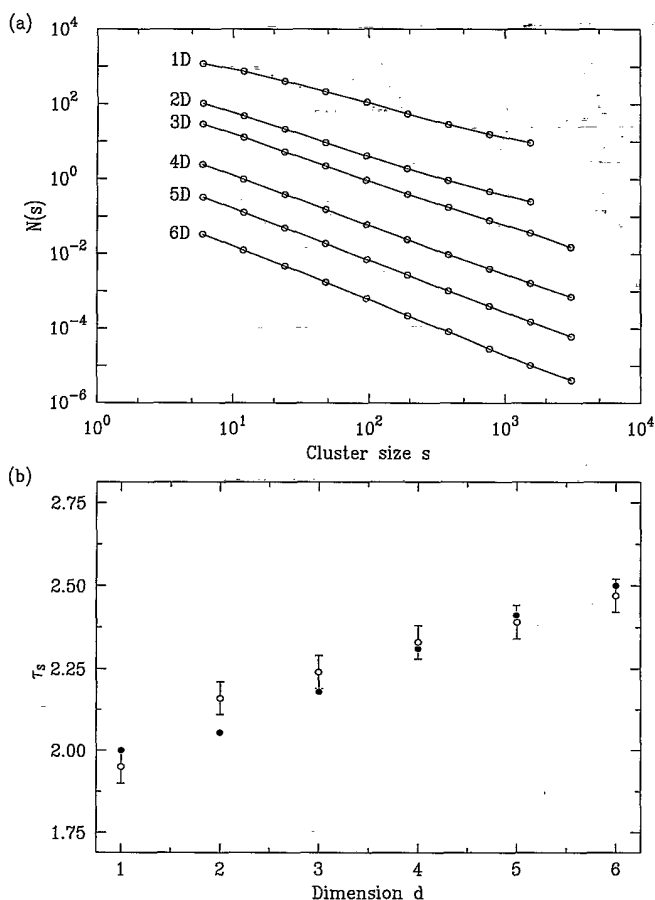 (a)
10^4
10^2
10^0
10^-2
10^-4
10^-6
N(s)
1D
2D
3D
4D
5D
6D
10^0 10^1 10^2 10^3 10^4
Cluster size s
(b)
2.75
2.50
2.25
2.00
1.75
τ_s
1 2 3 4 5 6
Dimension d